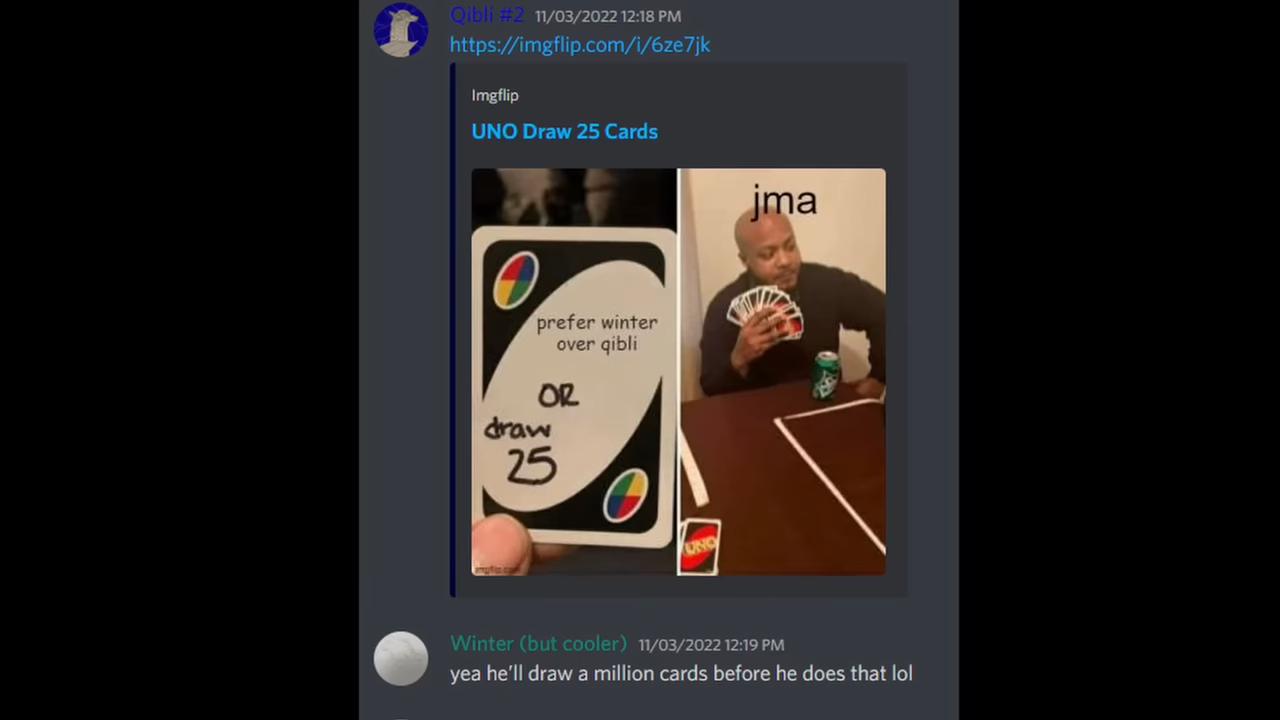 Qibli #2 11/03/2022 12:18 PM
https://imgflip.com/i/6ze7jk
Imgflip
UNO Draw 25 Cards
jma
prefer winter
over qibli
OR
draw
25
UNO
imgflip.com
Winter (but cooler) 11/03/2022 12:19 PM
yea he'll draw a million cards before he does that lol